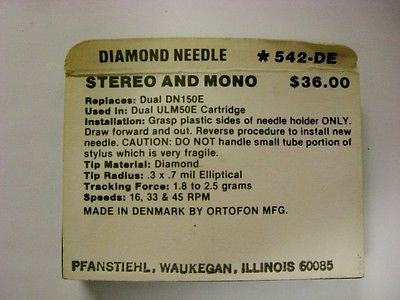 DIAMOND NEEDLE * 542-DE
STEREO AND MONO $36.00
Replaces: Dual DN150E
Used In: Dual ULM50E Cartridge
Installation: Grasp plastic sides of needle holder ONLY.
Draw forward and out. Reverse procedure to install new
needle. CAUTION: DO NOT handle small tube portion of
stylus which is very fragile.
Tip Material: Diamond
Tip Radius: .3 x .7 mil Elliptical
Tracking Force: 1.8 to 2.5 grams
Speeds: 16, 33 & 45 RPM
MADE IN DENMARK BY ORTOFON MFG.
PFANSTIEHL, WAUKEGAN, ILLINOIS 60085